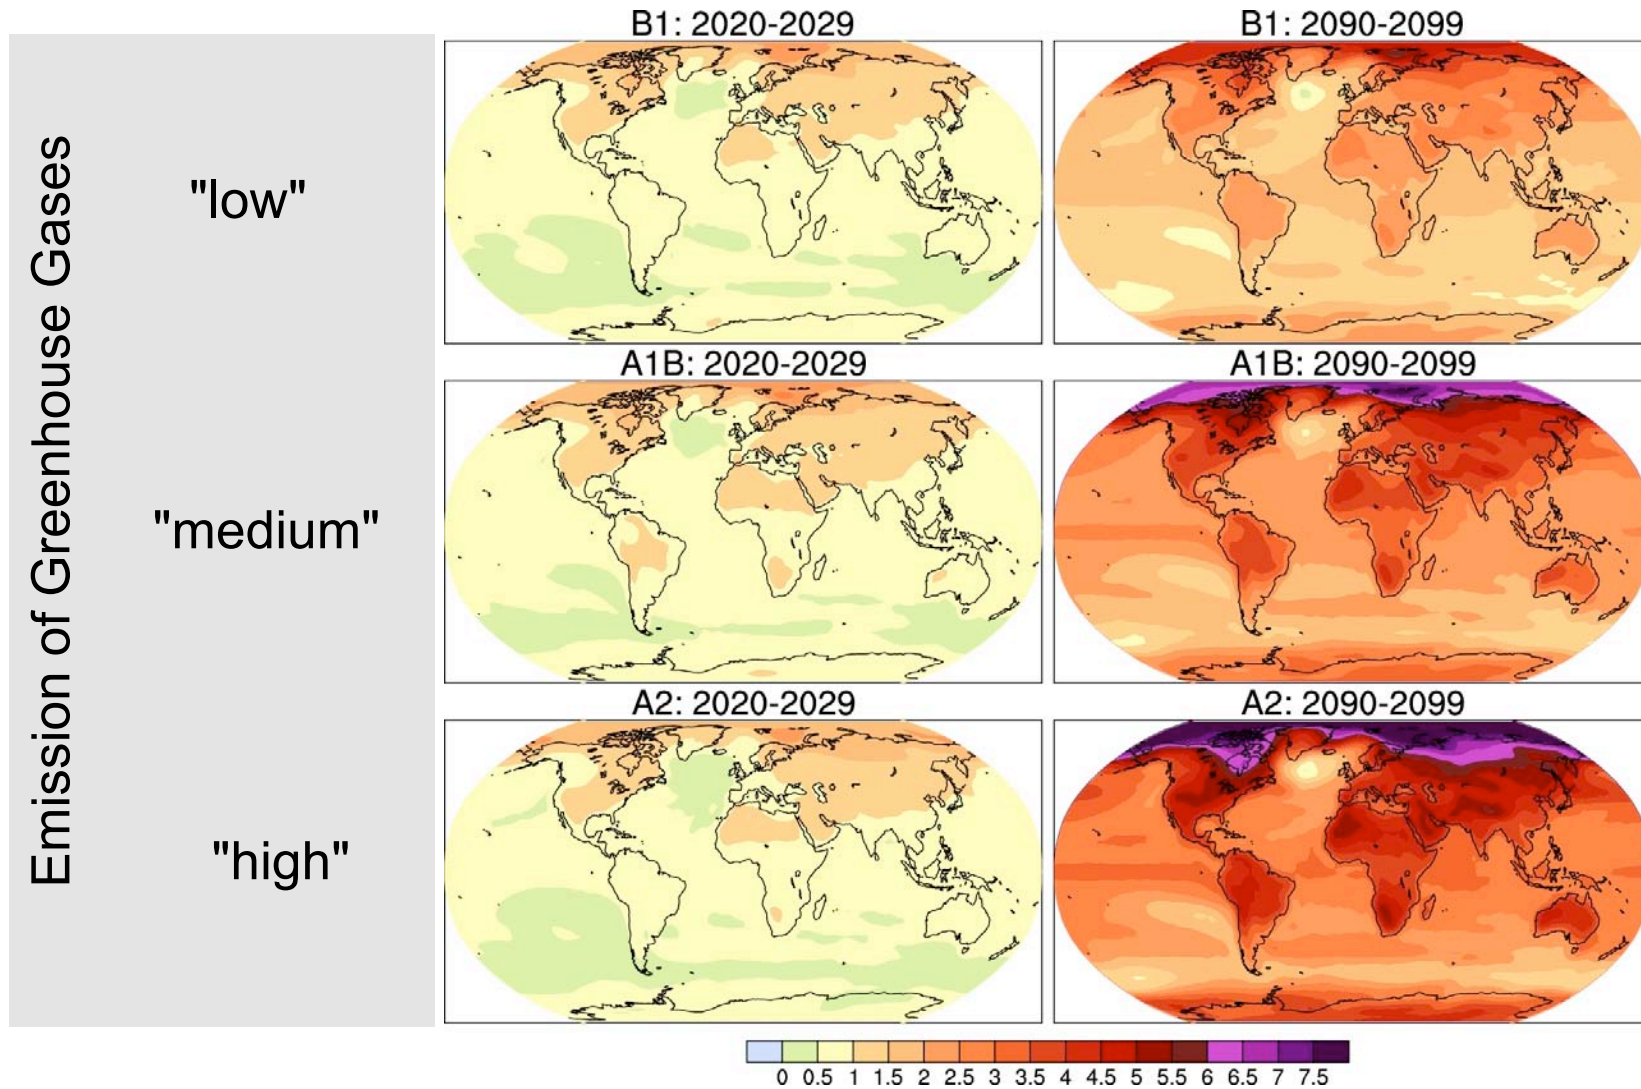 Emission of Greenhouse Gases
"low"
"medium"
"high"
B1: 2020-2029
B1: 2090-2099
A1B: 2020-2029
A1B: 2090-2099
A2: 2020-2029
A2: 2090-2099
0 0.5 1 1.5 2 2.5 3 3.5 4 4.5 5 5.5 6 6.5 7 7.5